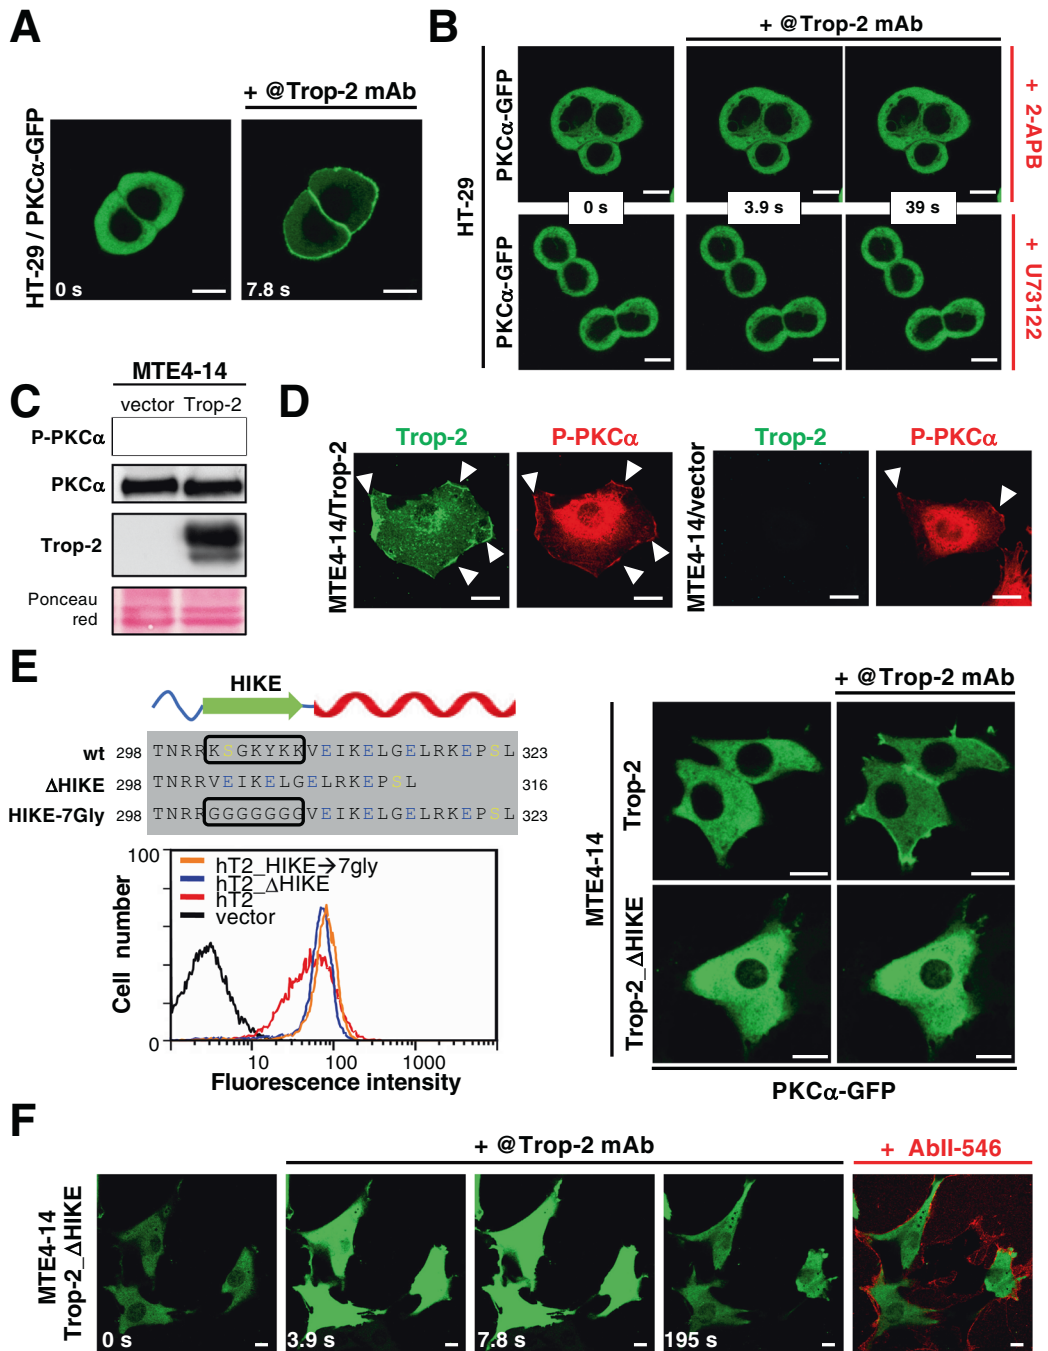 A
+ @Trop-2 mAb
HT-29 / PKCα-GFP
0 s
7.8 s
B
+ @Trop-2 mAb
HT-29
PKCα-GFP
PKCα-GFP
0 s
3.9 s
39 s
+ 2-APB
+ U73122
C
MTE4-14
vector Trop-2
P-PKCα
PKCα
Trop-2
Ponceau
red
D
Trop-2
P-PKCα
Trop-2
P-PKCα
MTE4-14/Trop-2
MTE4-14/vector
E
HIKE
wt 298 TNRRKSGKYKKVEIKELGELRKEPSL 323
ΔHIKE 298 TNRRVEIKELGELRKEPSL 316
HIKE-7Gly 298 TNRRGGGGGGGVEIKELGELRKEPSL 323
100
hT2_HIKE→7gly
hT2_ΔHIKE
hT2
vector
Cell number
0
10
100
1000
Fluorescence intensity
+ @Trop-2 mAb
MTE4-14
Trop-2
Trop-2_ΔHIKE
PKCα-GFP
F
+ @Trop-2 mAb
+ AbII-546
MTE4-14
Trop-2_ΔHIKE
0 s
3.9 s
7.8 s
195 s